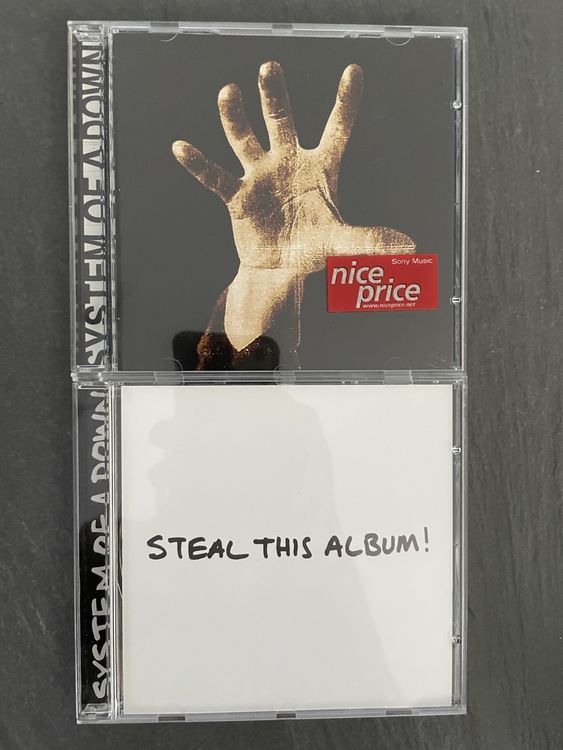 SYSTEM OF A DOWN
Sony Music
nice
price
www.niceprice.net
SYSTEM OF A DOWN
STEAL THIS ALBUM!